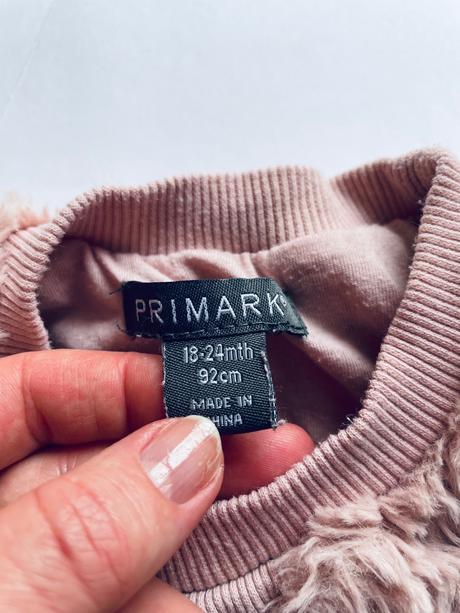 PRIMARK
18-24mth
92cm
MADE IN
CHINA